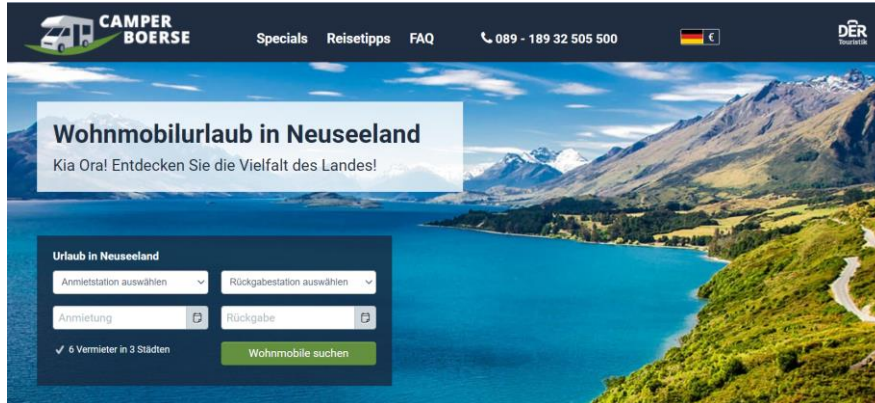 CAMPER
BOERSE
Specials Reisetipps FAQ 089 - 189 32 505 500 €
DER
Touristik
Wohnmobilurlaub in Neuseeland
Kia Ora! Entdecken Sie die Vielfalt des Landes!
Urlaub in Neuseeland
Anmietstation auswählen Rückgabestation auswählen
Anmietung Rückgabe
6 Vermieter in 3 Städten Wohnmobile suchen